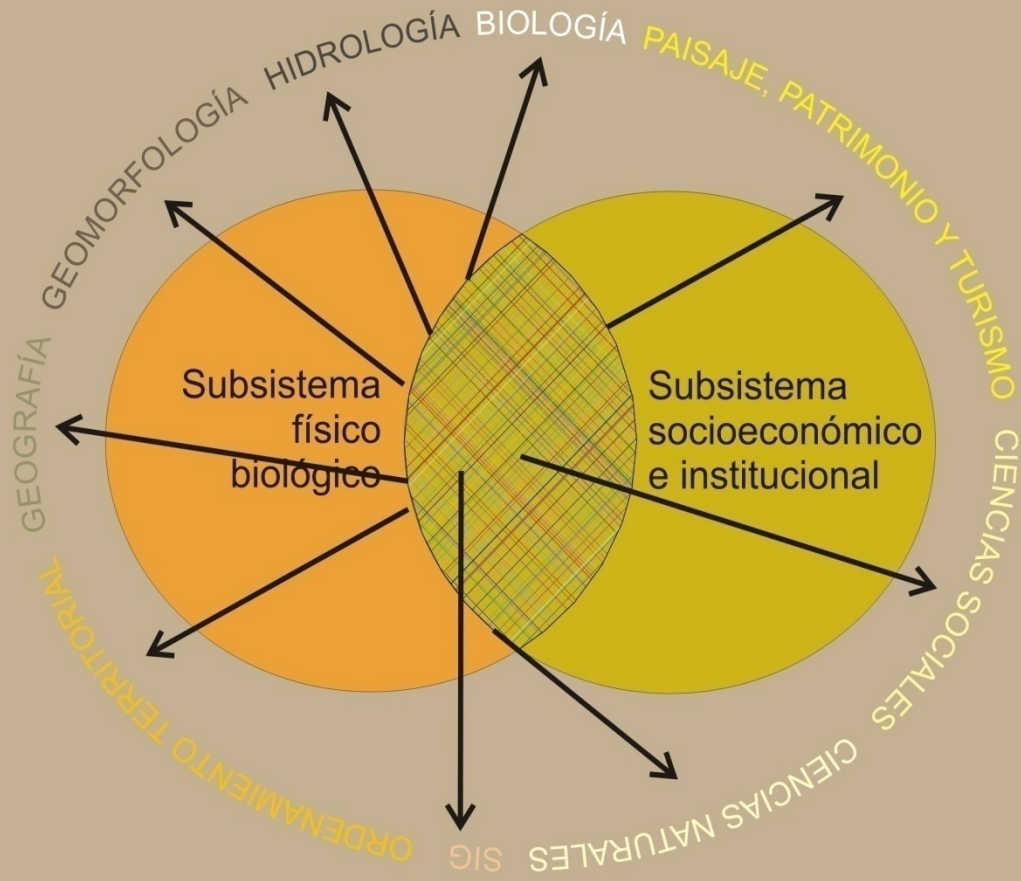 GEOGRAFÍA
GEOMORFOLOGÍA
HIDROLOGÍA
BIOLOGÍA
PAISAJE, PATRIMONIO Y TURISMO
CIENCIAS SOCIALES
CIENCIAS NATURALES
SIG
ORDENAMIENTO TERRITORIAL
Subsistema
físico
biológico
Subsistema
socioeconómico
e institucional